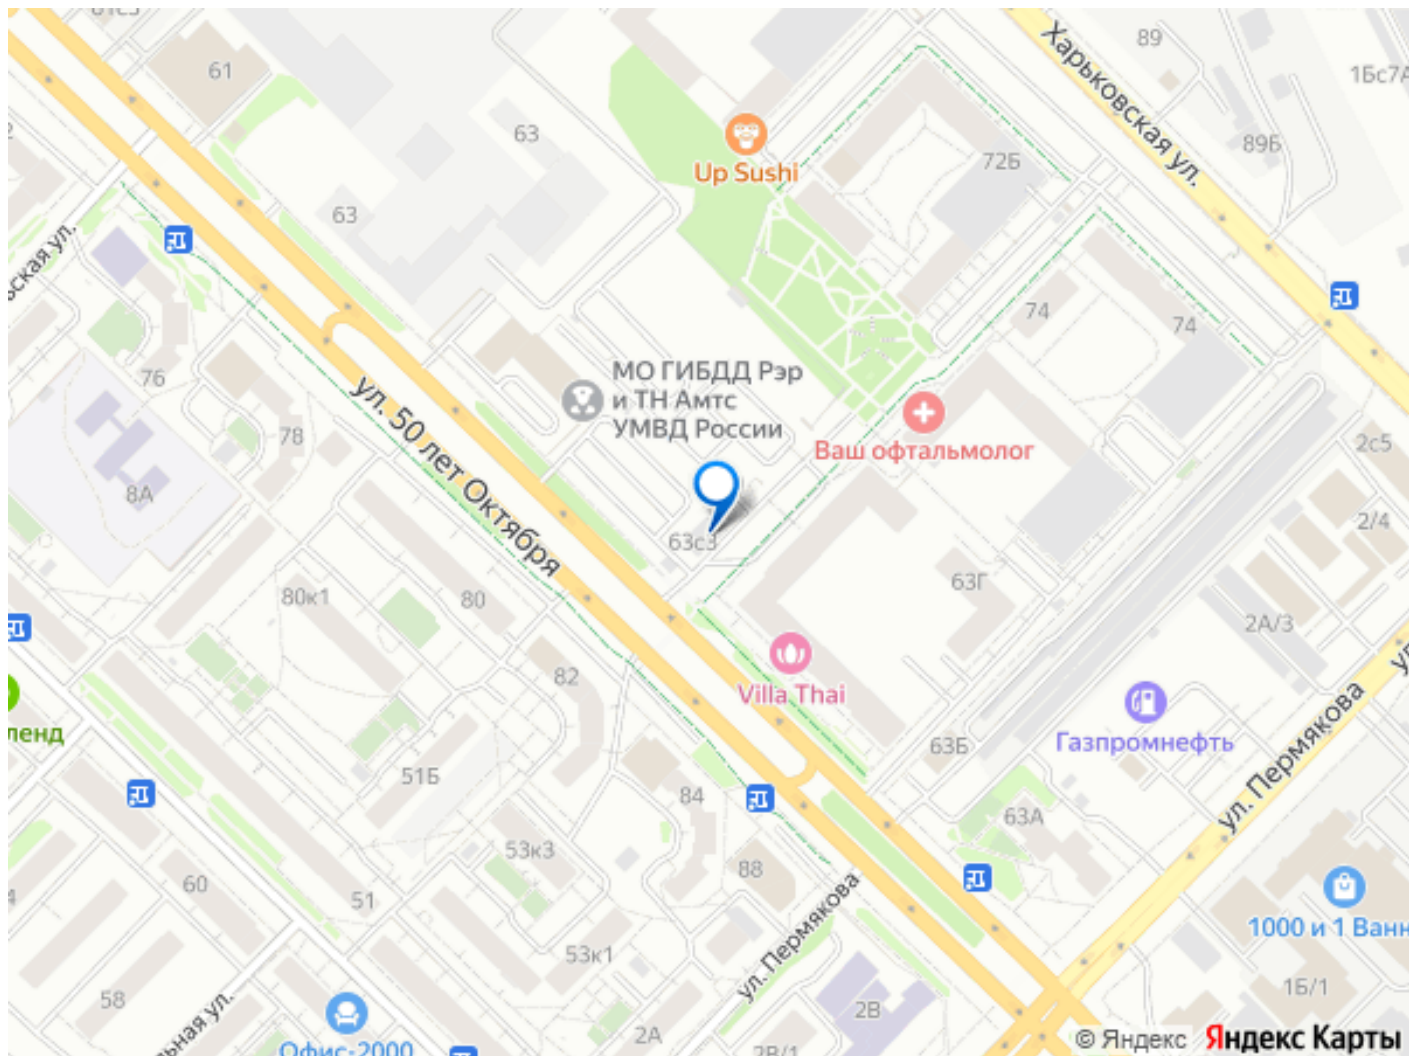 61
89
Харьковская ул.
1Бс7А
63
Up Sushi
72Б
89Б
63
74
74
МО ГИБДД Рэр
и ТН Амтс
УМВД России
76
78
ул. 50 лет Октября
Ваш офтальмолог
2с5
8А
2/4
63с3
80к1
80
63Г
2А/3
82
Villa Thai
ленд
63Б
Газпромнефть
51Б
84
63А
ул. Пермякова
53к3
88
60
51
ул. Пермякова
1000 и 1 Ванн
53к1
58
2В
1Б/1
2А
Офис-2000
2В/1
© Яндекс Яндекс Карты